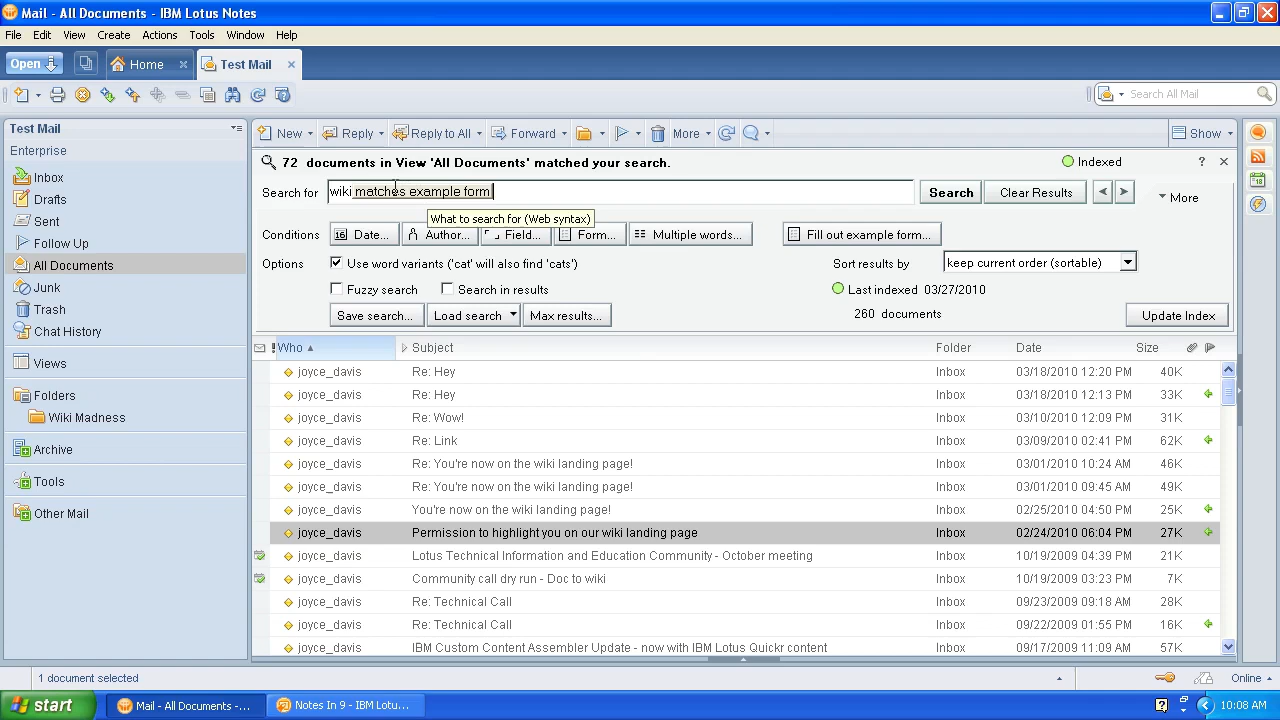 Mail - All Documents - IBM Lotus Notes
File Edit View Create Actions Tools Window Help
Open Home Test Mail
Search All Mail
Test Mail
Enterprise
Inbox
Drafts
Sent
Follow Up
All Documents
Junk
Trash
Chat History
Views
Folders
Wiki Madness
Archive
Tools
Other Mail
New Reply Reply to All Forward More Show
72 documents in View 'All Documents' matched your search. Indexed ?
Search for wiki matches example form Search Clear Results More
What to search for (Web syntax)
Conditions 16 Date... Author... Field... Form... Multiple words... Fill out example form...
Options Use word variants ('cat' will also find 'cats') Sort results by keep current order (sortable)
Fuzzy search Search in results Last indexed 03/27/2010
Save search... Load search Max results... 260 documents Update Index
! Who Subject Folder Date Size
joyce_davis Re: Hey Inbox 03/18/2010 12:20 PM 40K
joyce_davis Re: Hey Inbox 03/18/2010 12:13 PM 33K
joyce_davis Re: Wow! Inbox 03/10/2010 12:09 PM 31K
joyce_davis Re: Link Inbox 03/09/2010 02:41 PM 62K
joyce_davis Re: You're now on the wiki landing page! Inbox 03/01/2010 10:24 AM 46K
joyce_davis Re: You're now on the wiki landing page! Inbox 03/01/2010 09:45 AM 49K
joyce_davis You're now on the wiki landing page! Inbox 02/25/2010 04:50 PM 25K
joyce_davis Permission to highlight you on our wiki landing page Inbox 02/24/2010 06:04 PM 27K
joyce_davis Lotus Technical Information and Education Community - October meeting Inbox 10/19/2009 04:39 PM 21K
joyce_davis Community call dry run - Doc to wiki Inbox 10/19/2009 03:23 PM 7K
joyce_davis Re: Technical Call Inbox 09/23/2009 09:18 AM 28K
joyce_davis Re: Technical Call Inbox 09/22/2009 01:55 PM 16K
joyce_davis IBM Custom Content Assembler Update - now with IBM Lotus Quickr content Inbox 09/17/2009 11:09 AM 57K
1 document selected Online
start Mail - All Documents -... Notes In 9 - IBM Lotu... ? 10:08 AM